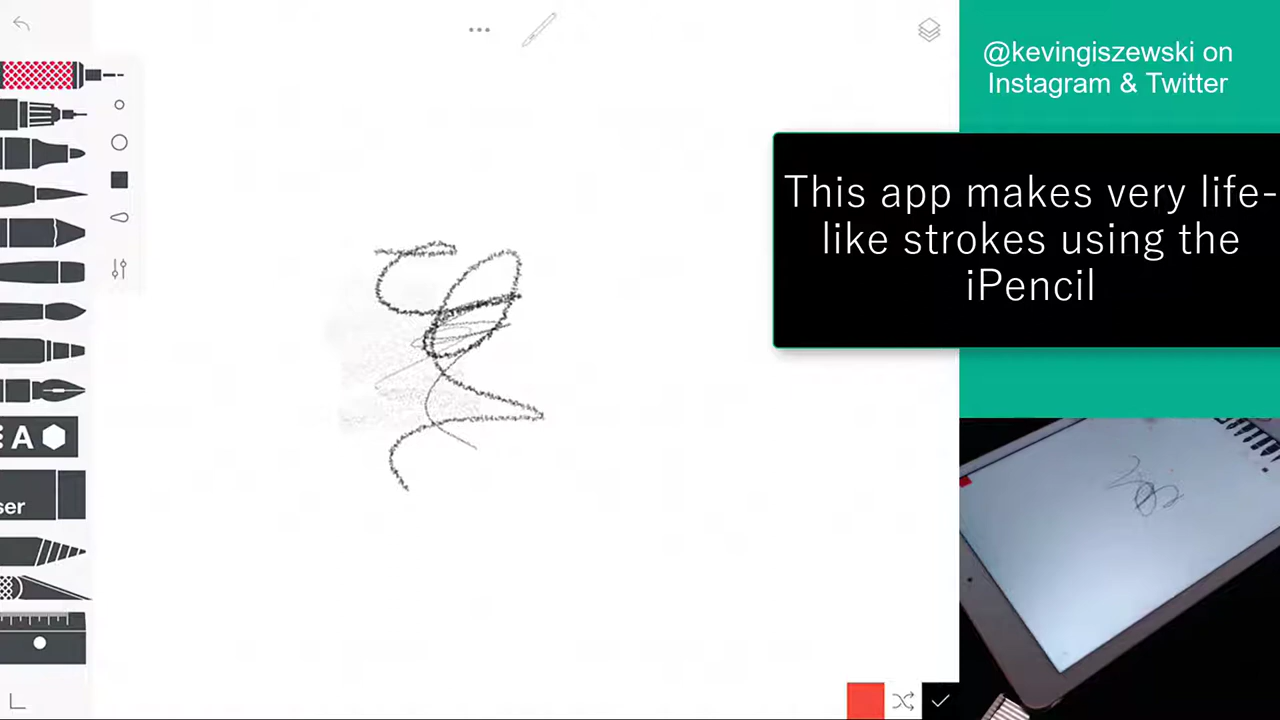 @kevingiszewski on
Instagram & Twitter
This app makes very life-
like strokes using the
iPencil
A
ser